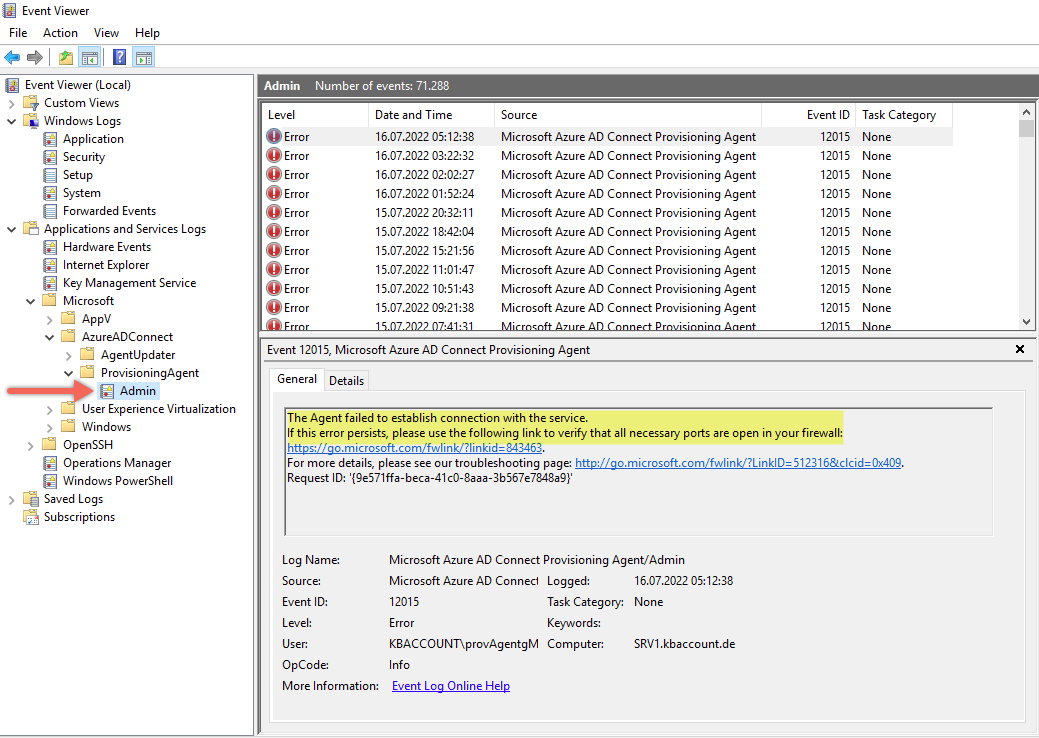 Event Viewer
File Action View Help
Event Viewer (Local)
Custom Views
Windows Logs
Application
Security
Setup
System
Forwarded Events
Applications and Services Logs
Hardware Events
Internet Explorer
Key Management Service
Microsoft
AppV
AzureADConnect
AgentUpdater
ProvisioningAgent
Admin
User Experience Virtualization
Windows
OpenSSH
Operations Manager
Windows PowerShell
Saved Logs
Subscriptions
Admin Number of events: 71.288
Level Date and Time Source Event ID Task Category
Error 16.07.2022 05:12:38 Microsoft Azure AD Connect Provisioning Agent 12015 None
Error 16.07.2022 03:22:32 Microsoft Azure AD Connect Provisioning Agent 12015 None
Error 16.07.2022 02:02:27 Microsoft Azure AD Connect Provisioning Agent 12015 None
Error 16.07.2022 01:52:24 Microsoft Azure AD Connect Provisioning Agent 12015 None
Error 15.07.2022 20:32:11 Microsoft Azure AD Connect Provisioning Agent 12015 None
Error 15.07.2022 18:42:04 Microsoft Azure AD Connect Provisioning Agent 12015 None
Error 15.07.2022 15:21:56 Microsoft Azure AD Connect Provisioning Agent 12015 None
Error 15.07.2022 11:01:47 Microsoft Azure AD Connect Provisioning Agent 12015 None
Error 15.07.2022 10:51:43 Microsoft Azure AD Connect Provisioning Agent 12015 None
Error 15.07.2022 09:21:38 Microsoft Azure AD Connect Provisioning Agent 12015 None
Error 15.07.2022 07:41:31 Microsoft Azure AD Connect Provisioning Agent 12015 None
Event 12015, Microsoft Azure AD Connect Provisioning Agent
General Details
The Agent failed to establish connection with the service.
If this error persists, please use the following link to verify that all necessary ports are open in your firewall:
https://go.microsoft.com/fwlink/?linkid=843463.
For more details, please see our troubleshooting page: http://go.microsoft.com/fwlink/?LinkID=512316&clcid=0x409.
Request ID: '{9e571ffa-beca-41c0-8aaa-3b567e7848a9}'
Log Name: Microsoft Azure AD Connect Provisioning Agent/Admin
Source: Microsoft Azure AD Connect Logged: 16.07.2022 05:12:38
Event ID: 12015 Task Category: None
Level: Error Keywords:
User: KBACCOUNT\provAgentgM Computer: SRV1.kbaccount.de
OpCode: Info
More Information: Event Log Online Help